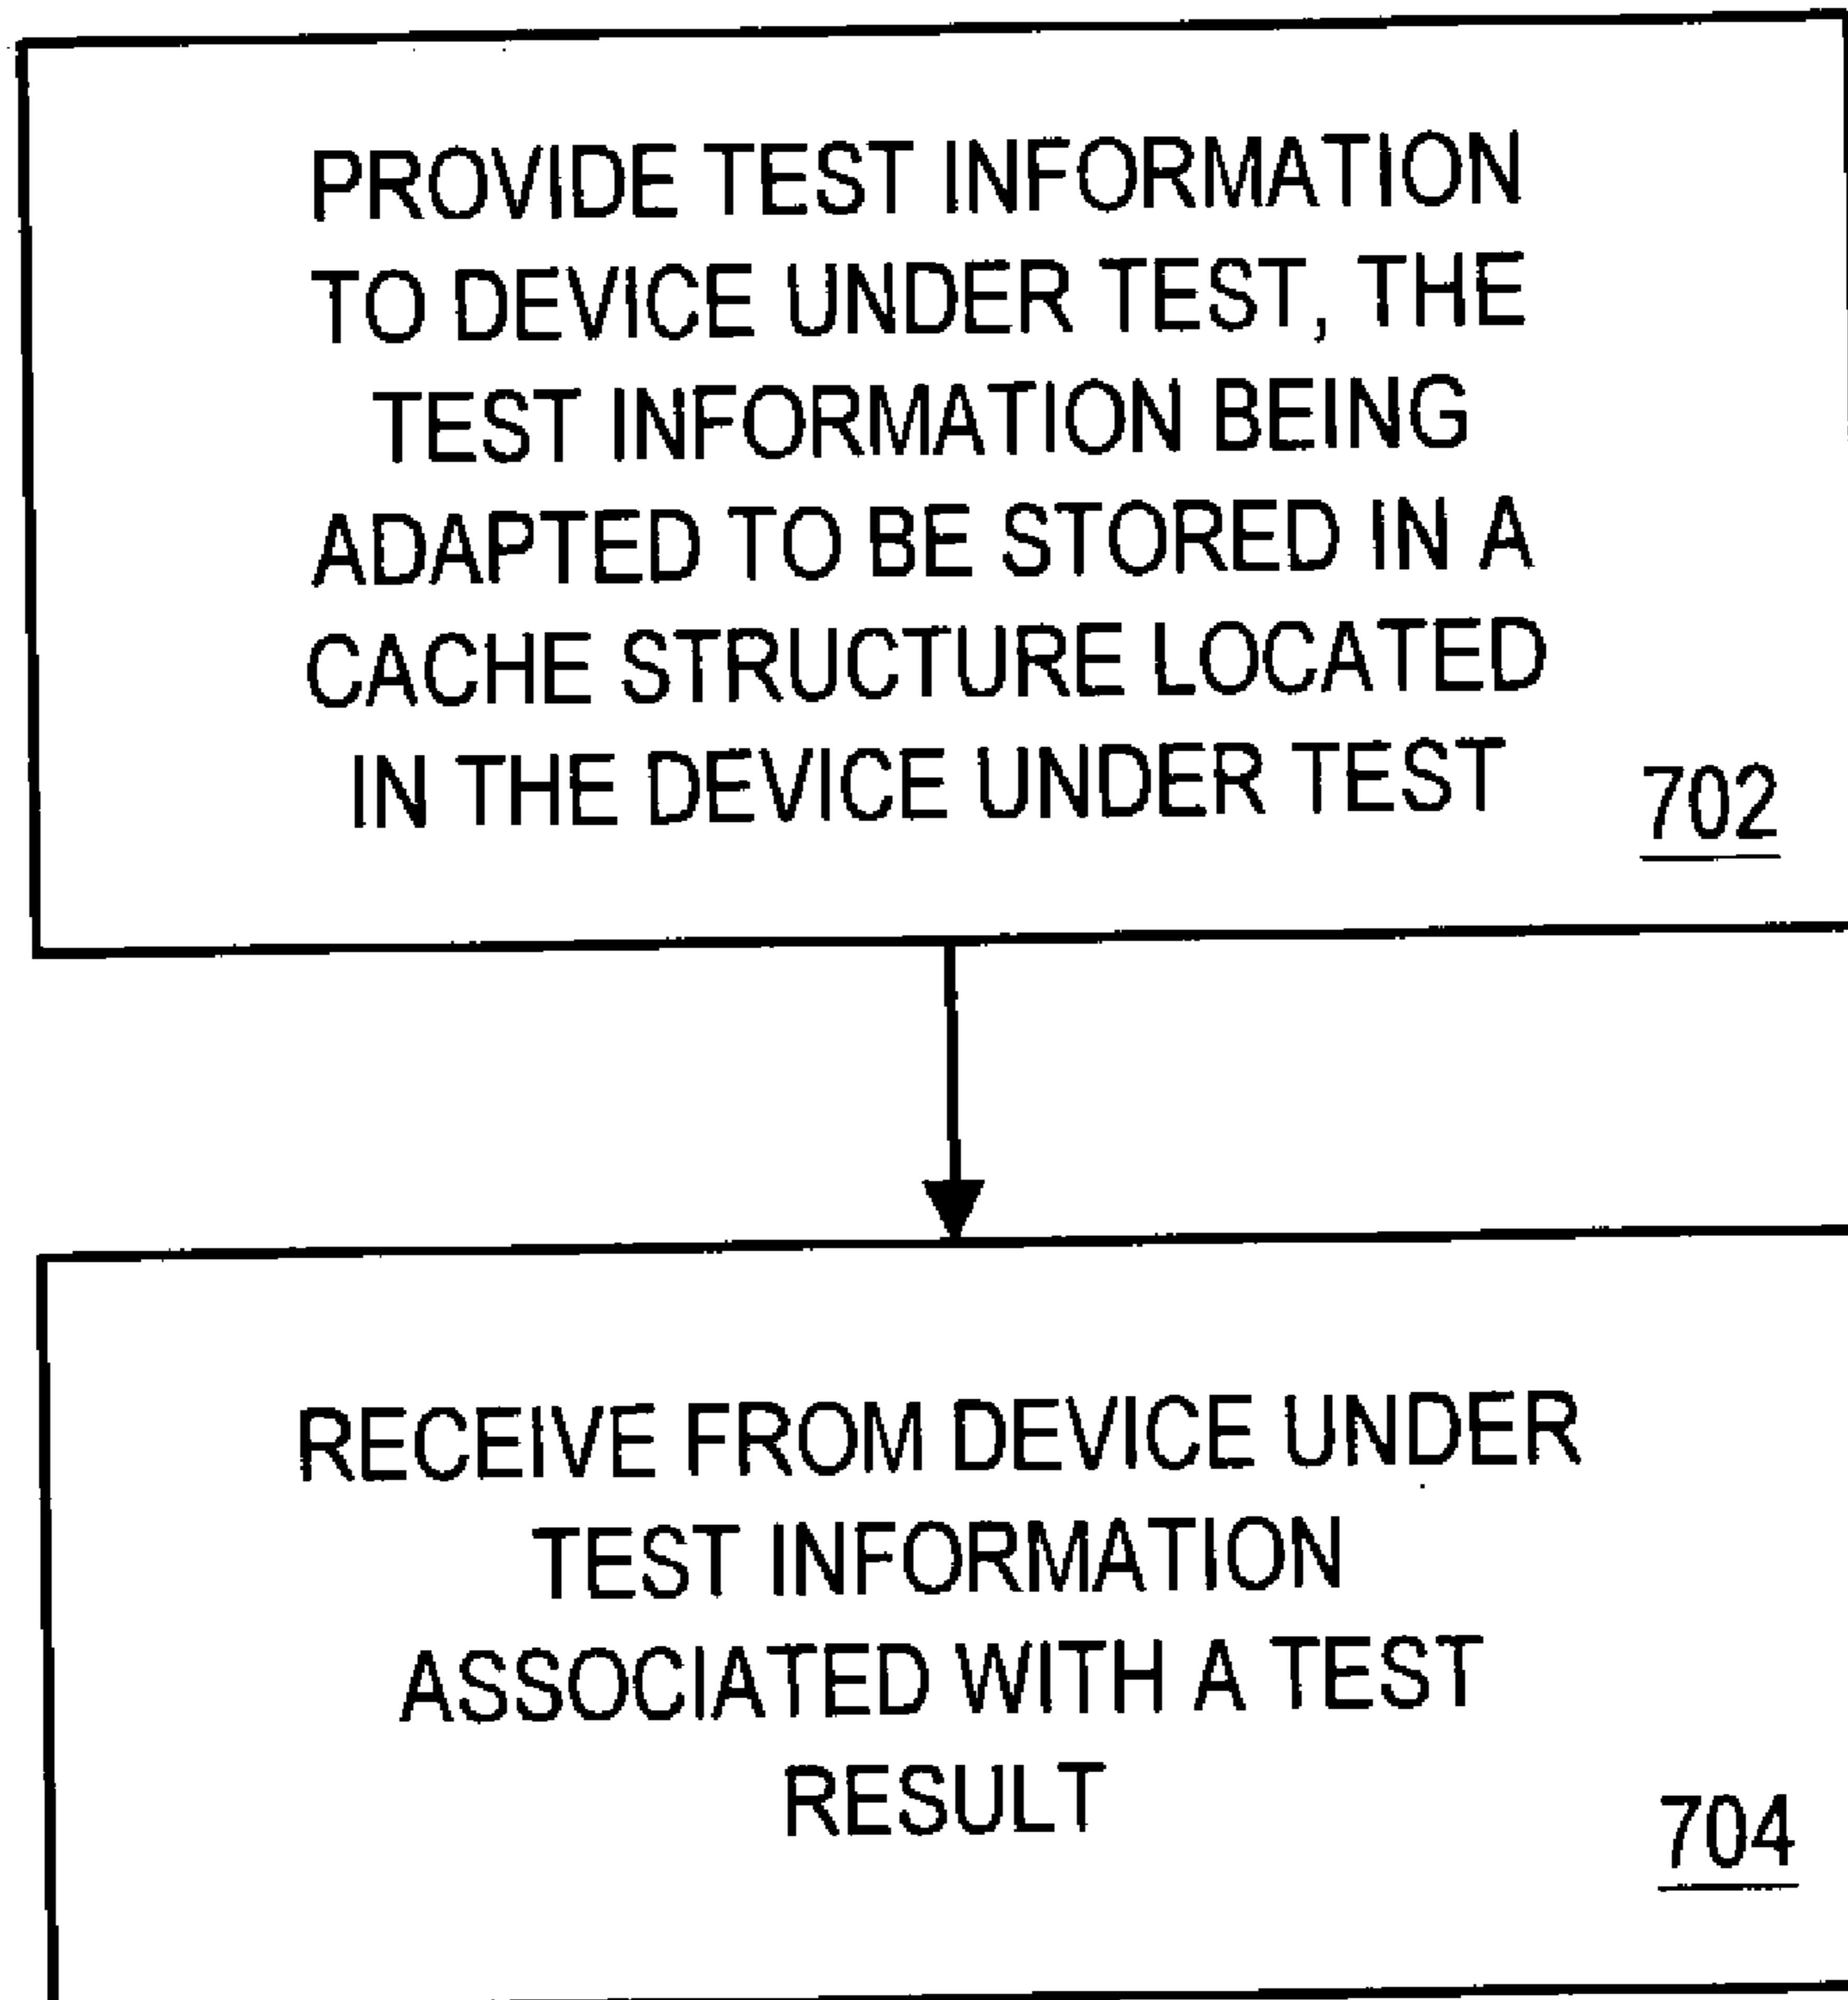 PROVIDE TEST INFORMATION
TO DEVICE UNDER TEST, THE
TEST INFORMATION BEING
ADAPTED TO BE STORED IN A
CACHE STRUCTURE LOCATED
IN THE DEVICE UNDER TEST
702
RECEIVE FROM DEVICE UNDER
TEST INFORMATION
ASSOCIATED WITH A TEST
RESULT
704